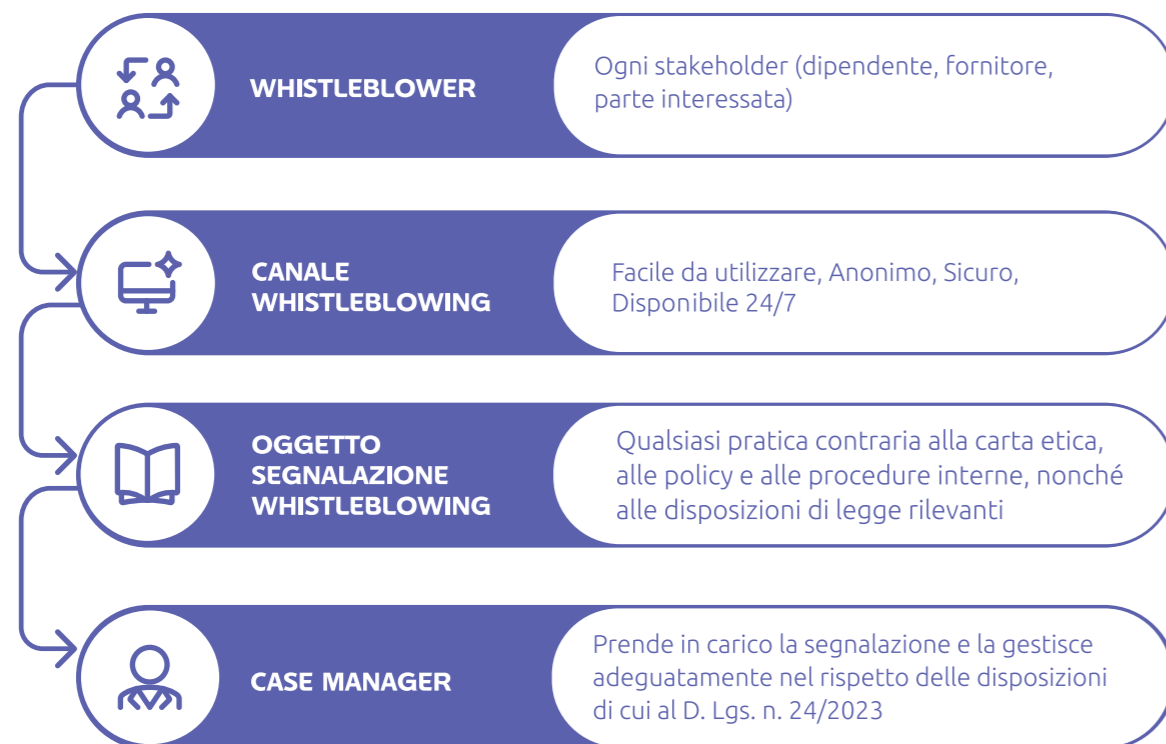 WHISTLEBLOWER
Ogni stakeholder (dipendente, fornitore,
parte interessata)
CANALE
WHISTLEBLOWING
Facile da utilizzare, Anonimo, Sicuro,
Disponibile 24/7
OGGETTO
SEGNALAZIONE
WHISTLEBLOWING
Qualsiasi pratica contraria alla carta etica,
alle policy e alle procedure interne, nonché
alle disposizioni di legge rilevanti
CASE MANAGER
Prende in carico la segnalazione e la gestisce
adeguatamente nel rispetto delle disposizioni
di cui al D. Lgs. n. 24/2023